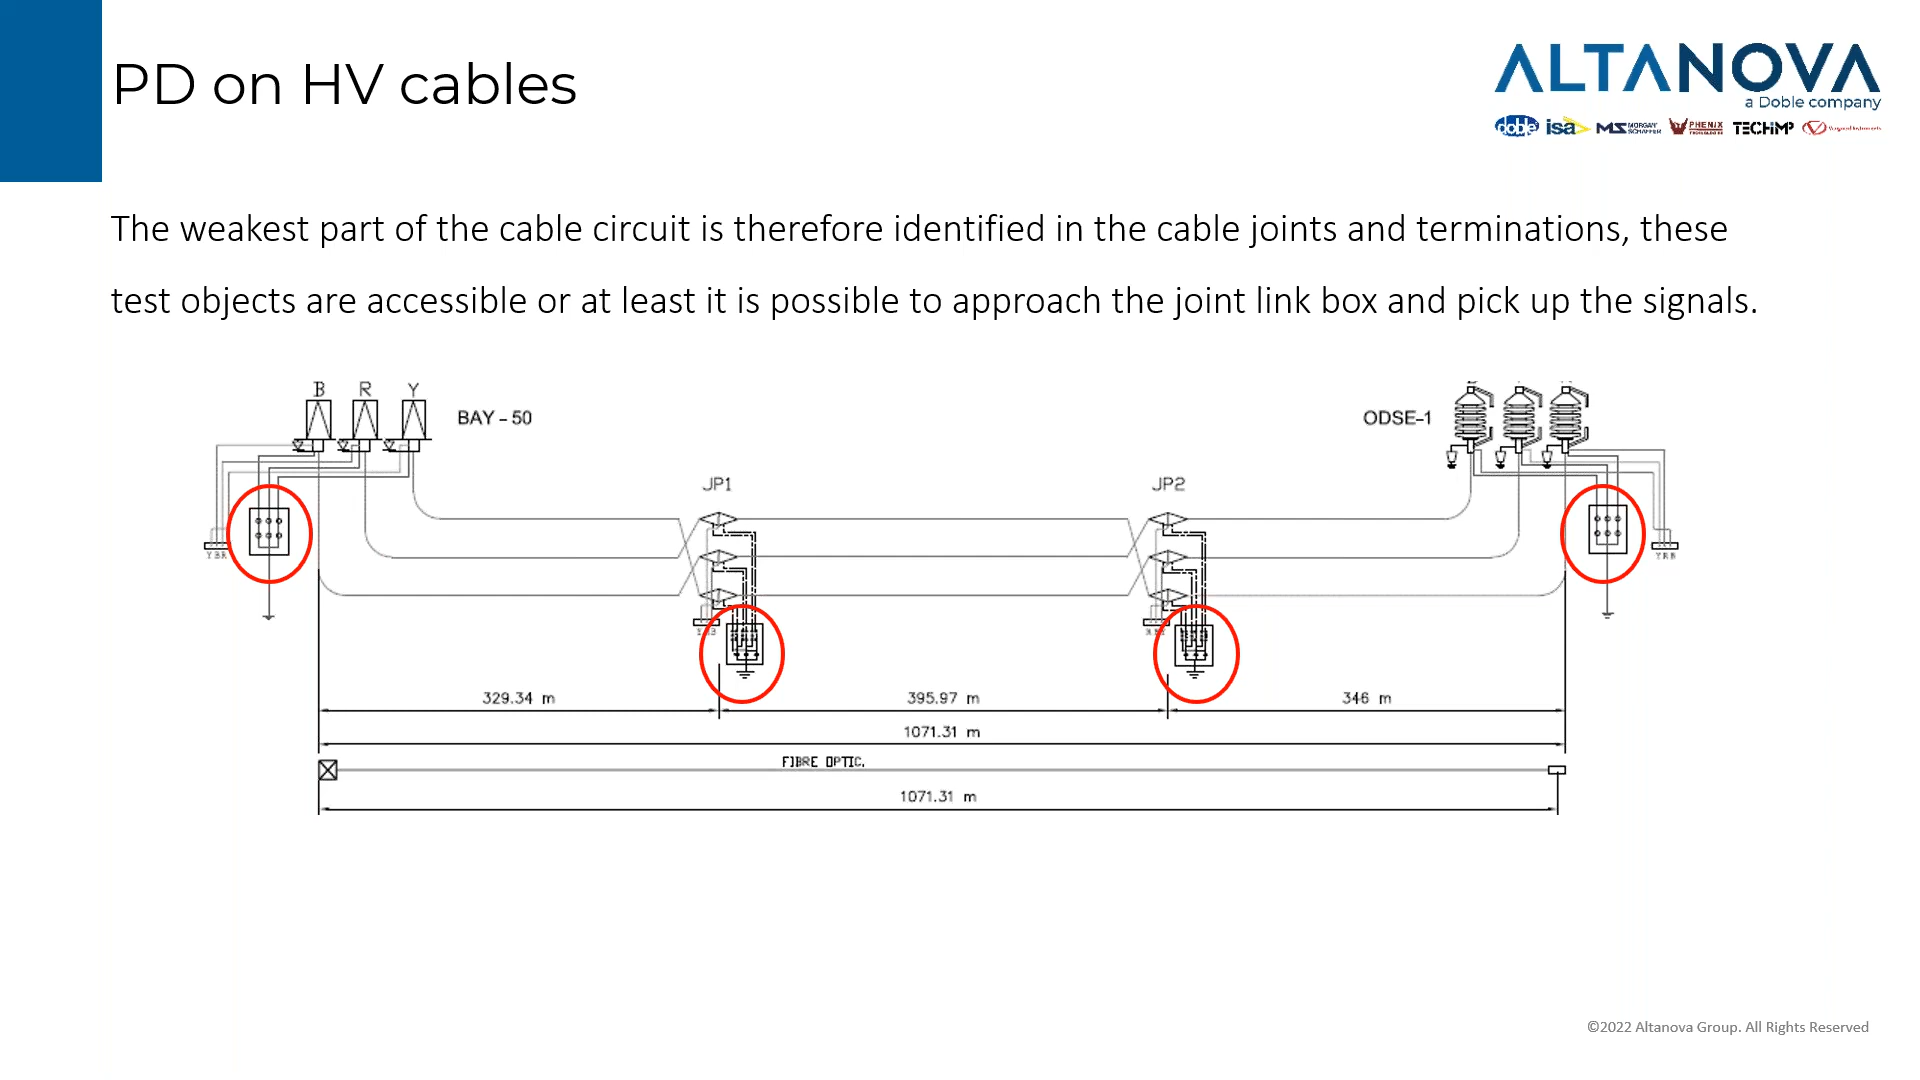 PD on HV cables
ALTANOVA
a Doble company
doble isa MS MORGAN SCHAFFER PHENIX TECHNOLOGIES TECHIMP Vanguard Instruments
The weakest part of the cable circuit is therefore identified in the cable joints and terminations, these
test objects are accessible or at least it is possible to approach the joint link box and pick up the signals.
B R Y
BAY - 50
ODSE-1
JP1
JP2
Y B R
Y R B
329.34 m
395.97 m
346 m
1071.31 m
FIBRE OPTIC.
1071.31 m
©2022 Altanova Group. All Rights Reserved